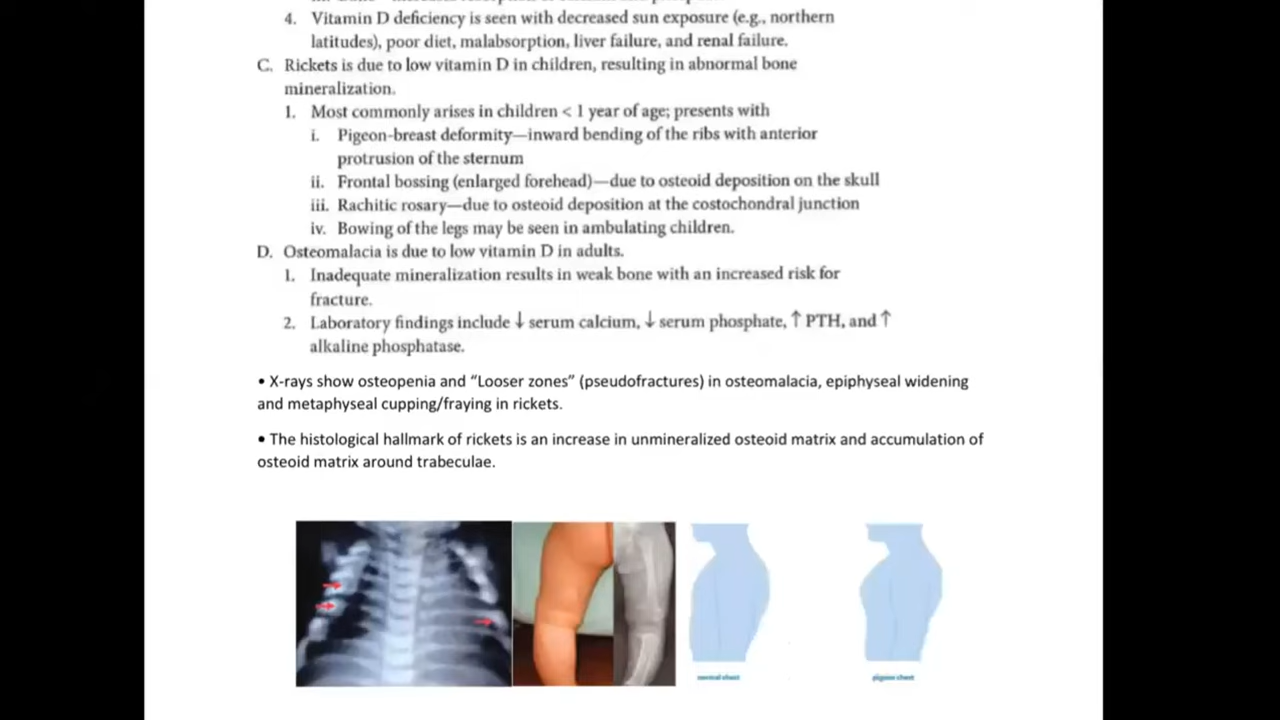 4. Vitamin D deficiency is seen with decreased sun exposure (e.g., northern
latitudes), poor diet, malabsorption, liver failure, and renal failure.
C. Rickets is due to low vitamin D in children, resulting in abnormal bone
mineralization.
1. Most commonly arises in children < 1 year of age; presents with
i. Pigeon-breast deformity—inward bending of the ribs with anterior
protrusion of the sternum
ii. Frontal bossing (enlarged forehead)—due to osteoid deposition on the skull
iii. Rachitic rosary—due to osteoid deposition at the costochondral junction
iv. Bowing of the legs may be seen in ambulating children.
D. Osteomalacia is due to low vitamin D in adults.
1. Inadequate mineralization results in weak bone with an increased risk for
fracture.
2. Laboratory findings include ↓ serum calcium, ↓ serum phosphate, ↑ PTH, and ↑
alkaline phosphatase.
• X-rays show osteopenia and “Looser zones” (pseudofractures) in osteomalacia, epiphyseal widening
and metaphyseal cupping/fraying in rickets.
• The histological hallmark of rickets is an increase in unmineralized osteoid matrix and accumulation of
osteoid matrix around trabeculae.
normal chest
pigeon chest